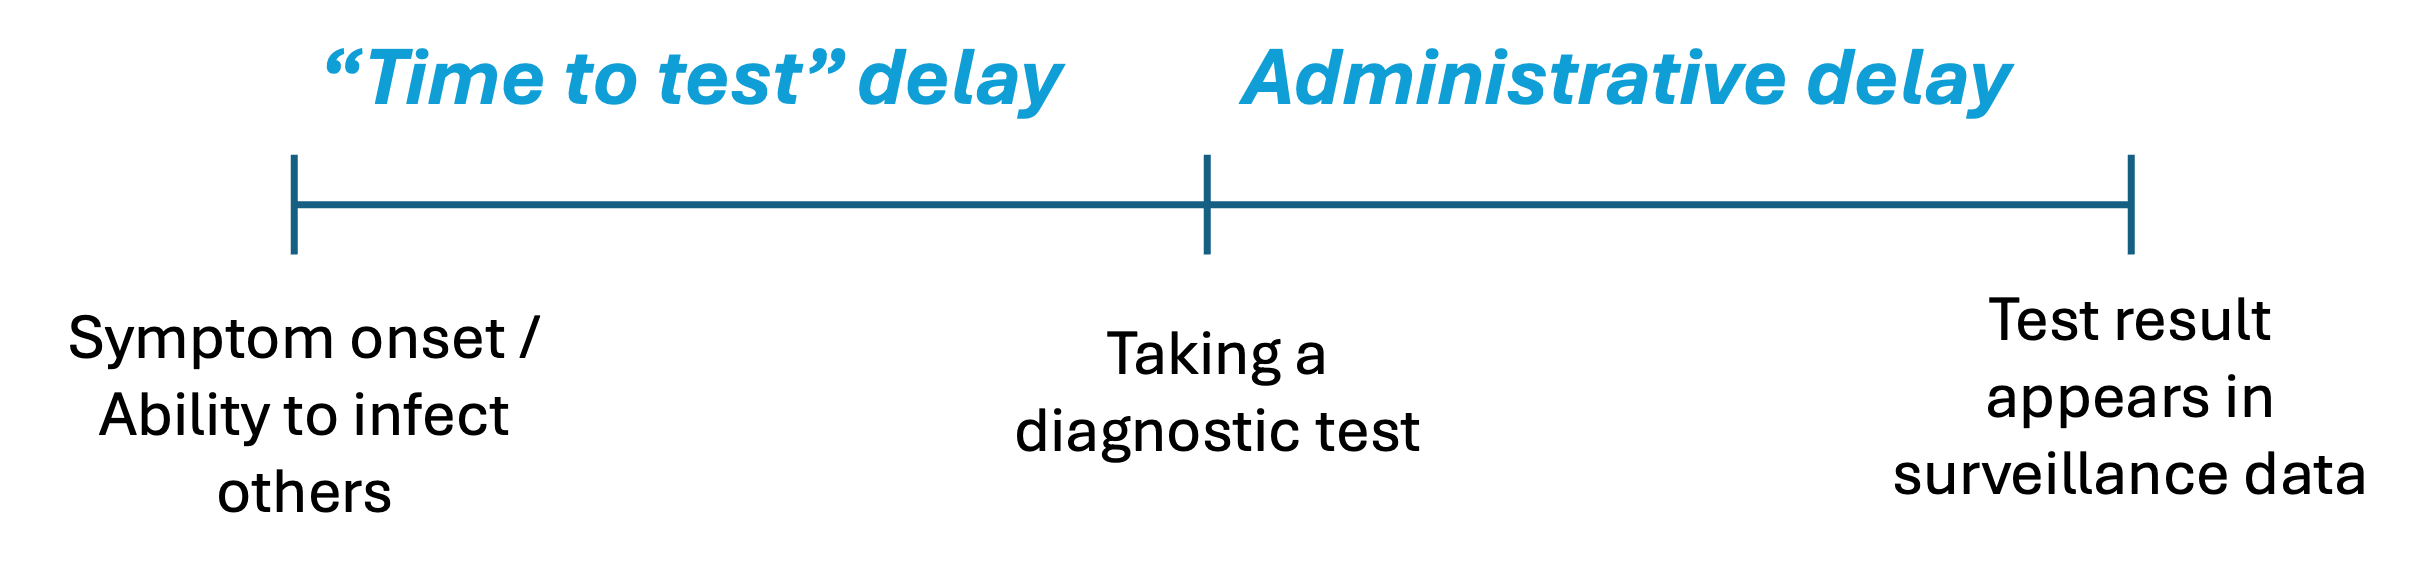 “Time to test” delay
Administrative delay
Symptom onset /
Ability to infect
others
Taking a
diagnostic test
Test result
appears in
surveillance data